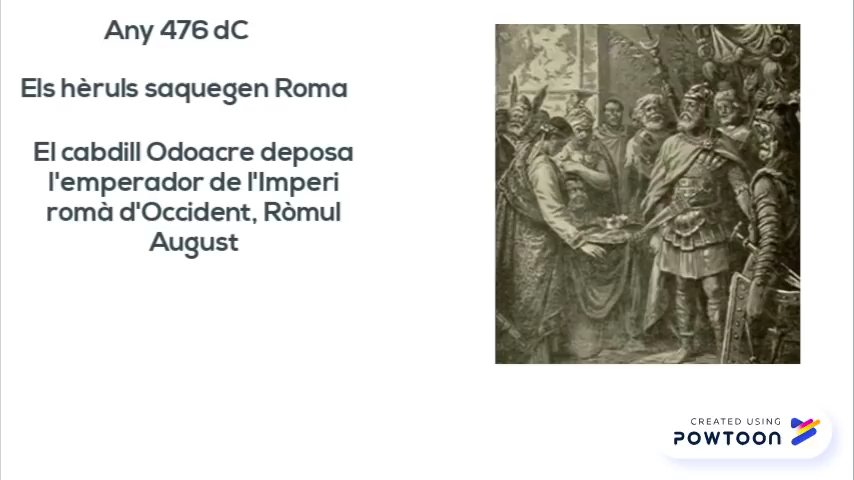 Any 476 dC
Els hèruls saquegen Roma
El cabdill Odoacre deposa
l'emperador de l'Imperi
romà d'Occident, Ròmul
August
CREATED USING
POWTOON